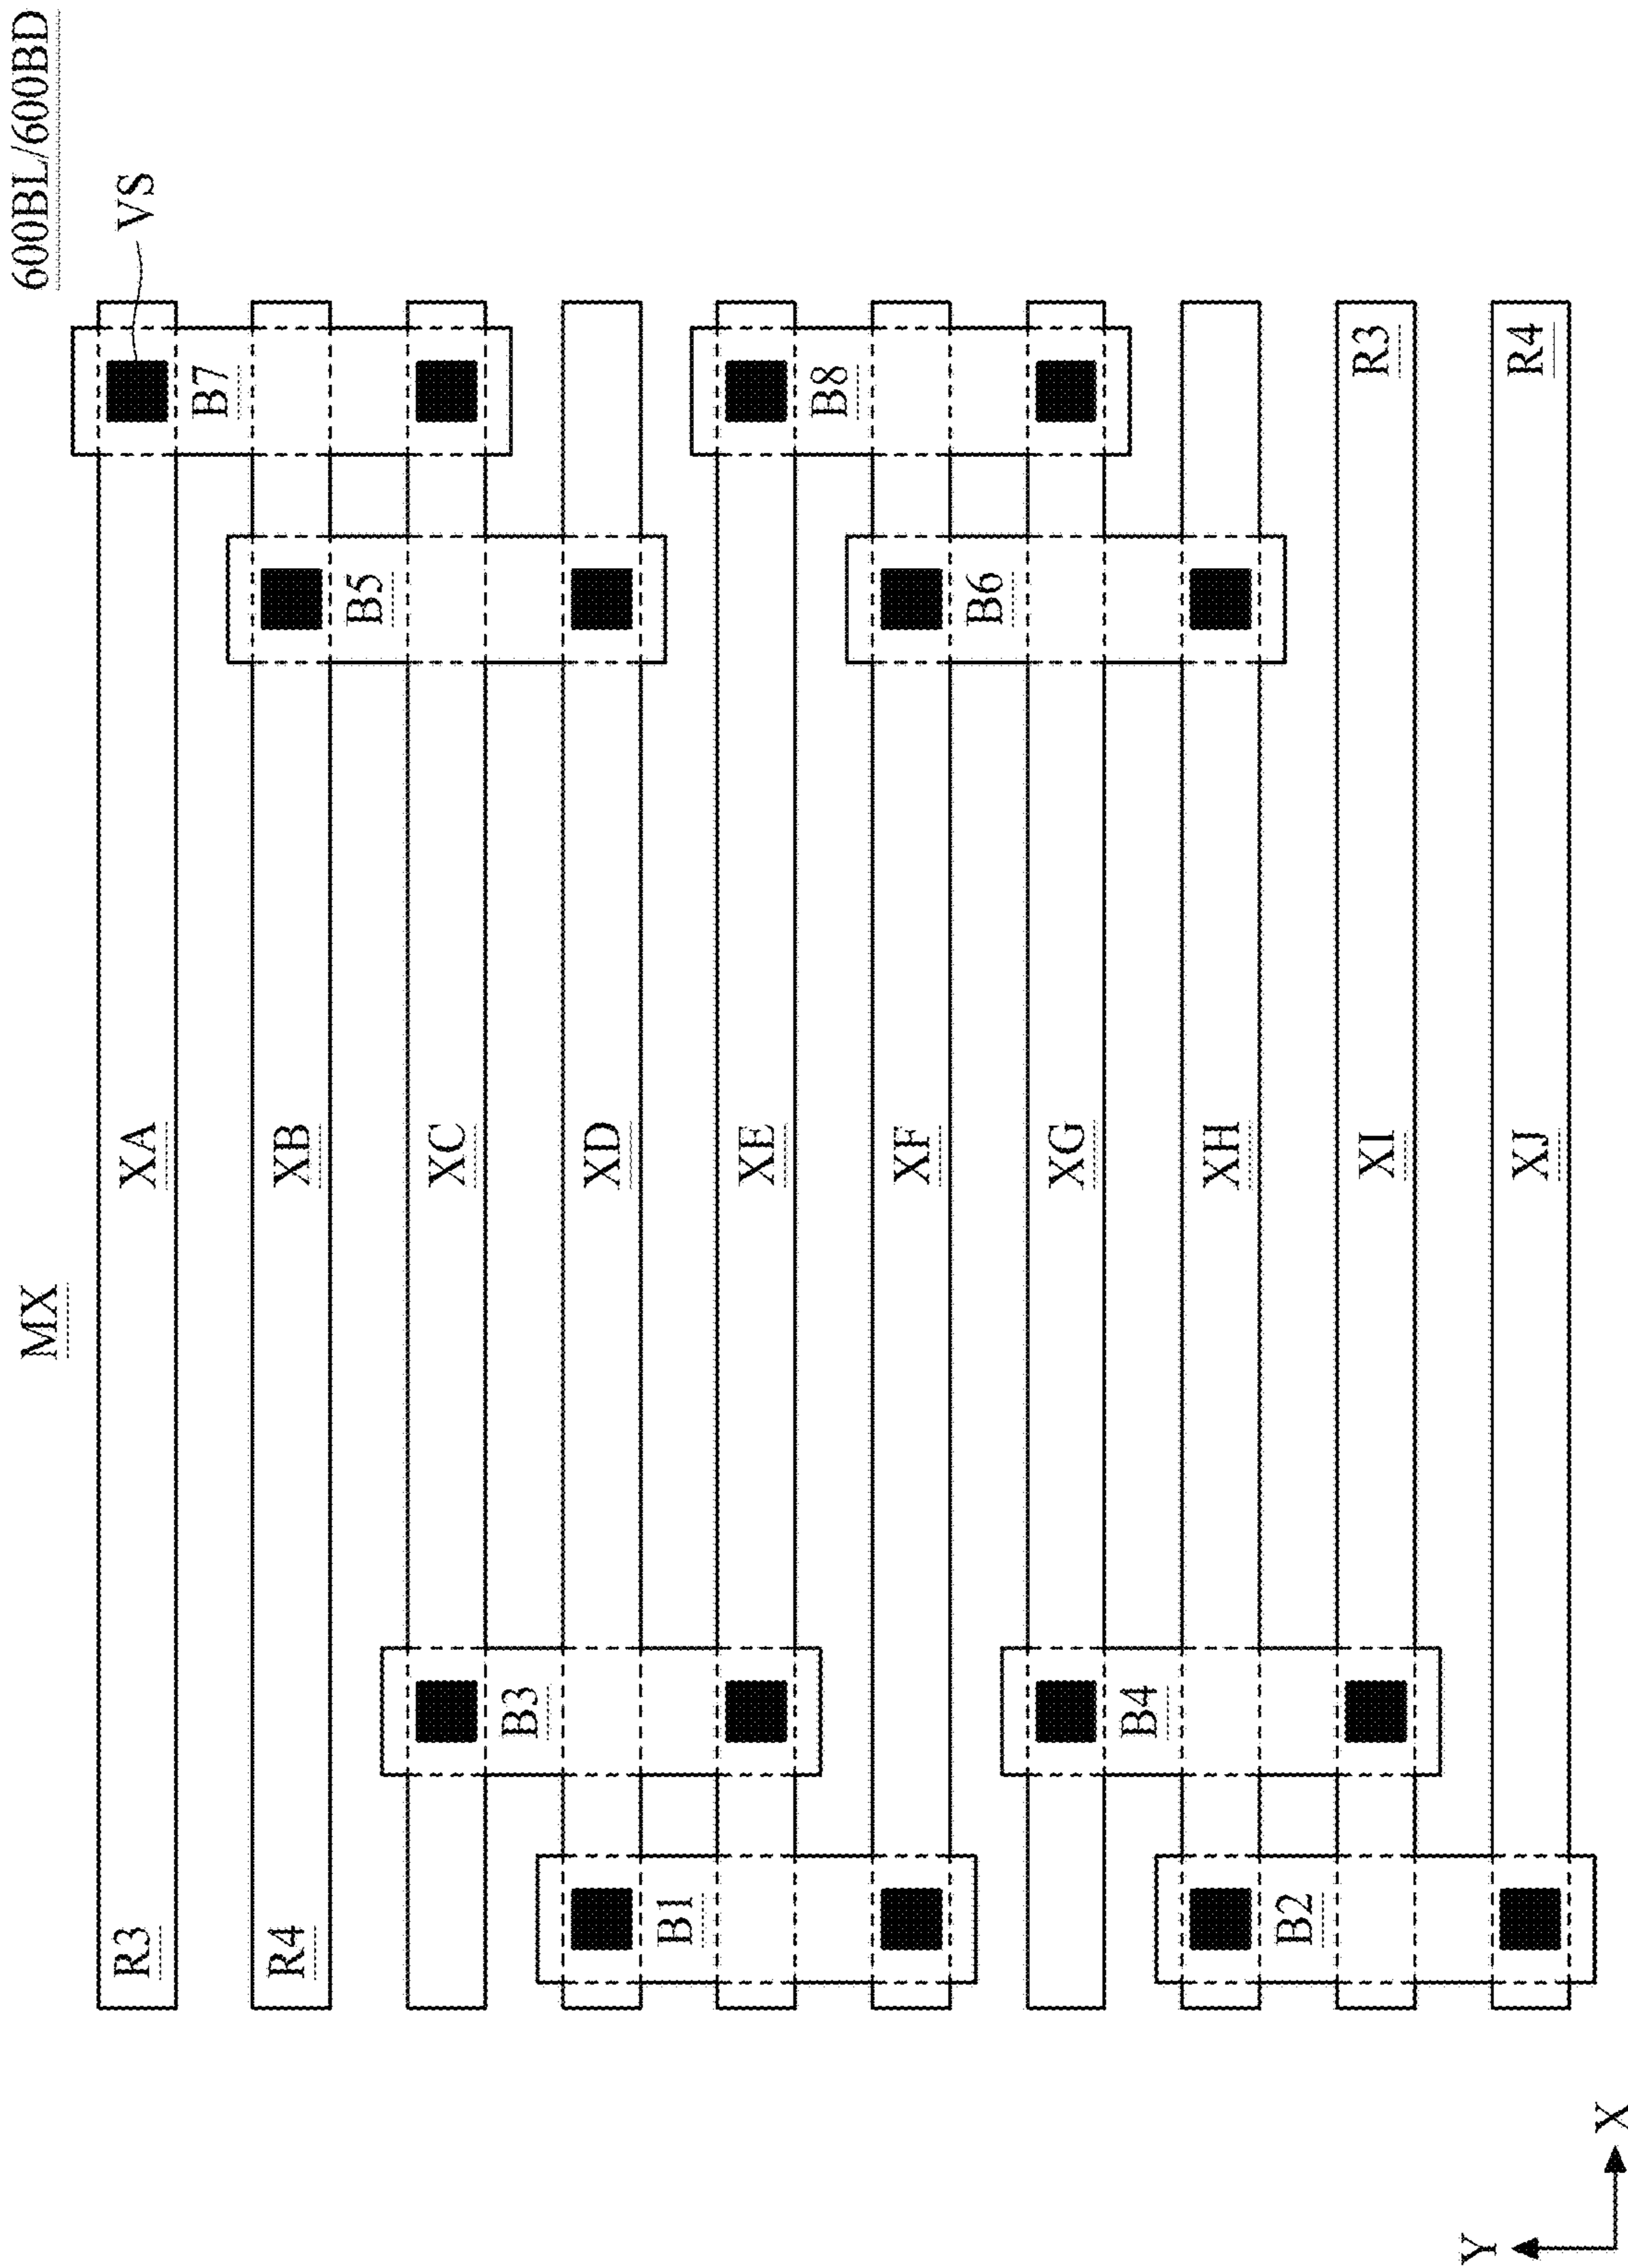 600BL/600BD
MX
VS
XA
R3
B7
XB
R4
B5
XC
B3
XD
B1
XE
B8
XF
B6
XG
B4
XH
B2
XI
R3
XJ
R4
Y
X